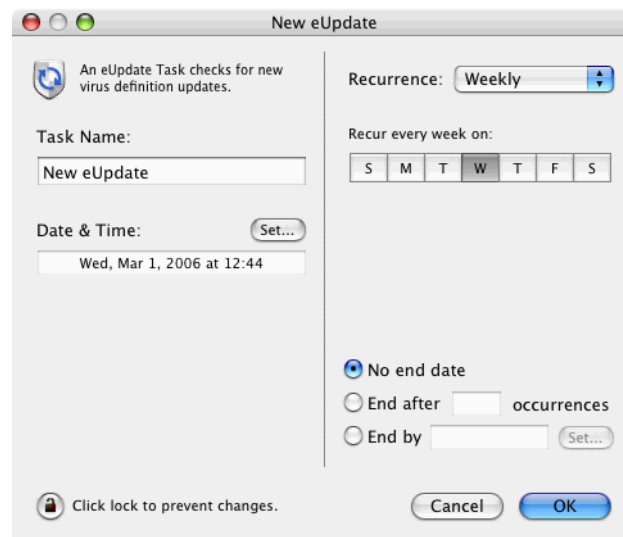 New eUpdate
An eUpdate Task checks for new
virus definition updates.
Task Name:
New eUpdate
Date & Time:
Set...
Wed, Mar 1, 2006 at 12:44
Recurrence: Weekly
Recur every week on:
S M T W T F S
No end date
End after occurrences
End by Set...
Click lock to prevent changes.
Cancel OK